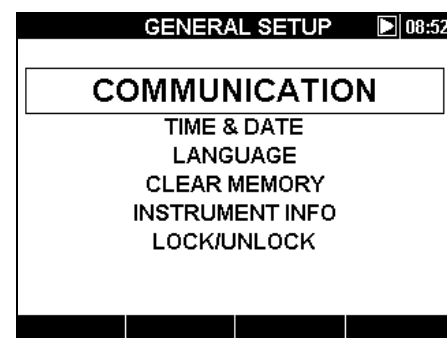 GENERAL SETUP 08:52
COMMUNICATION
TIME & DATE
LANGUAGE
CLEAR MEMORY
INSTRUMENT INFO
LOCK/UNLOCK